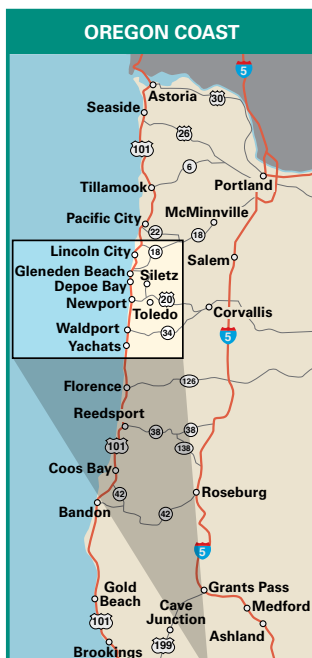 OREGON COAST
5
Astoria
30
Seaside
26
101
6
Tillamook
Portland
Pacific City
McMinnville
22
18
Lincoln City
18
Salem
Gleneden Beach
Siletz
Depoe Bay
20
Newport
Toledo
Corvallis
Waldport
34
5
Yachats
126
Florence
Reedsport
38
38
101
138
Coos Bay
42
Roseburg
Bandon
42
5
Gold
Beach
Grants Pass
Cave
Junction
Medford
101
Ashland
199
Brookings